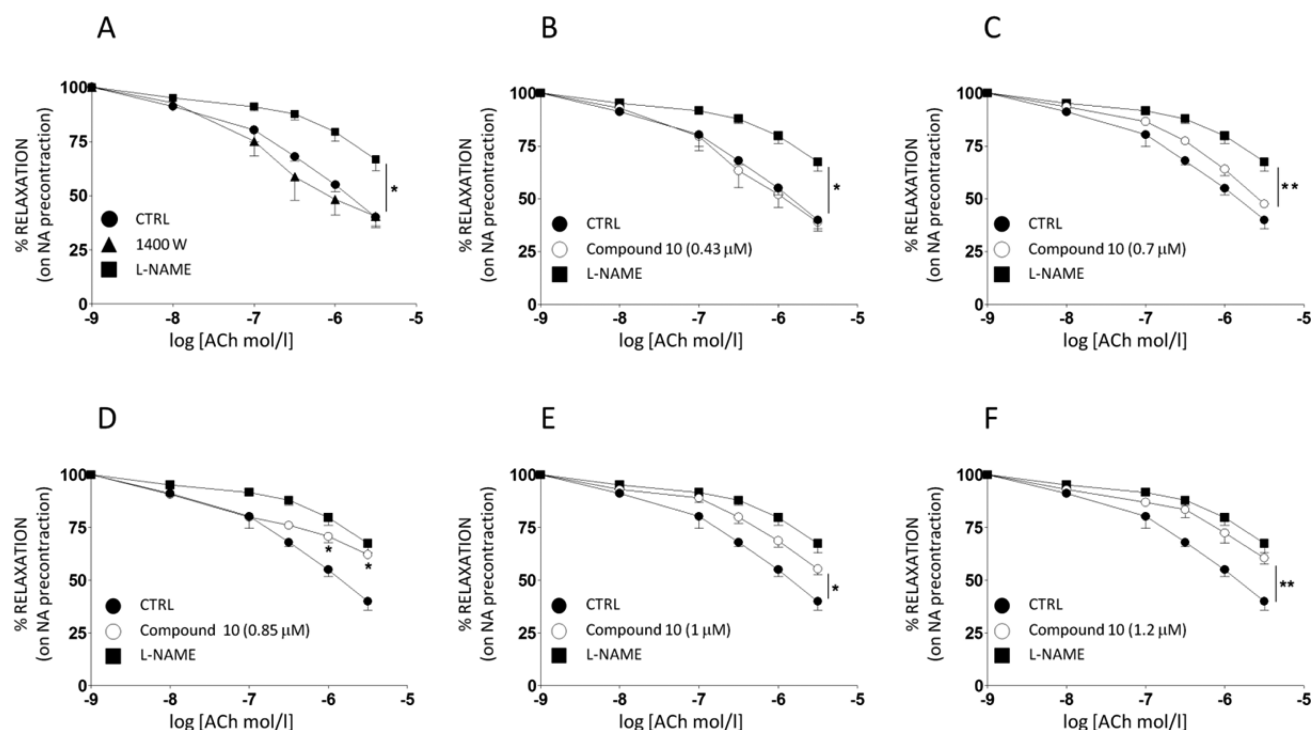 A
% RELAXATION
(on NA precontraction)
100
75
50
25
0
*
CTRL
1400 W
L-NAME
-9 -8 -7 -6 -5
log [ACh mol/l]
B
% RELAXATION
(on NA precontraction)
100
75
50
25
0
*
CTRL
Compound 10 (0.43 μM)
L-NAME
-9 -8 -7 -6 -5
log [ACh mol/l]
C
% RELAXATION
(on NA precontraction)
100
75
50
25
0
**
CTRL
Compound 10 (0.7 μM)
L-NAME
-9 -8 -7 -6 -5
log [ACh mol/l]
D
% RELAXATION
(on NA precontraction)
100
75
50
25
0
*
*
CTRL
Compound 10 (0.85 μM)
L-NAME
-9 -8 -7 -6 -5
log [ACh mol/l]
E
% RELAXATION
(on NA precontraction)
100
75
50
25
0
*
CTRL
Compound 10 (1 μM)
L-NAME
-9 -8 -7 -6 -5
log [ACh mol/l]
F
% RELAXATION
(on NA precontraction)
100
75
50
25
0
**
CTRL
Compound 10 (1.2 μM)
L-NAME
-9 -8 -7 -6 -5
log [ACh mol/l]